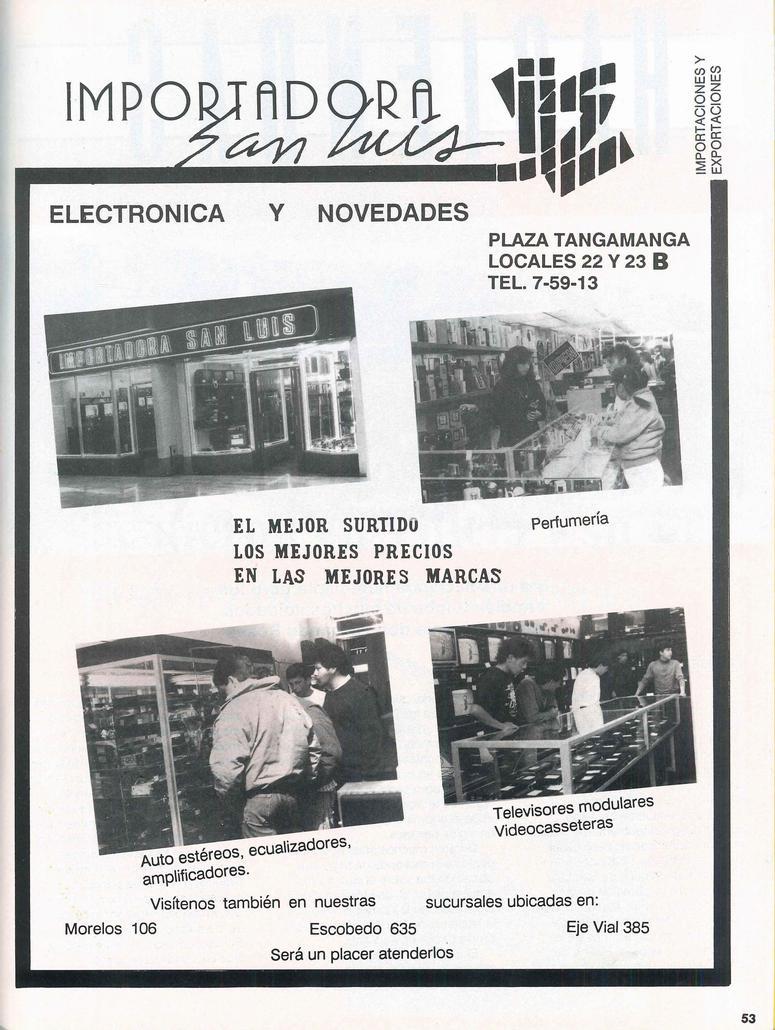 IMPORTADORA
San Luis
IMPORTACIONES Y
EXPORTACIONES
ELECTRONICA Y NOVEDADES
PLAZA TANGAMANGA
LOCALES 22 Y 23 B
TEL. 7-59-13
IMPORTADORA SAN LUIS
Perfumería
EL MEJOR SURTIDO
LOS MEJORES PRECIOS
EN LAS MEJORES MARCAS
Auto estéreos, ecualizadores,
amplificadores.
Televisores modulares
Videocasseteras
Visítenos también en nuestras sucursales ubicadas en:
Morelos 106 Escobedo 635 Eje Vial 385
Será un placer atenderlos
53